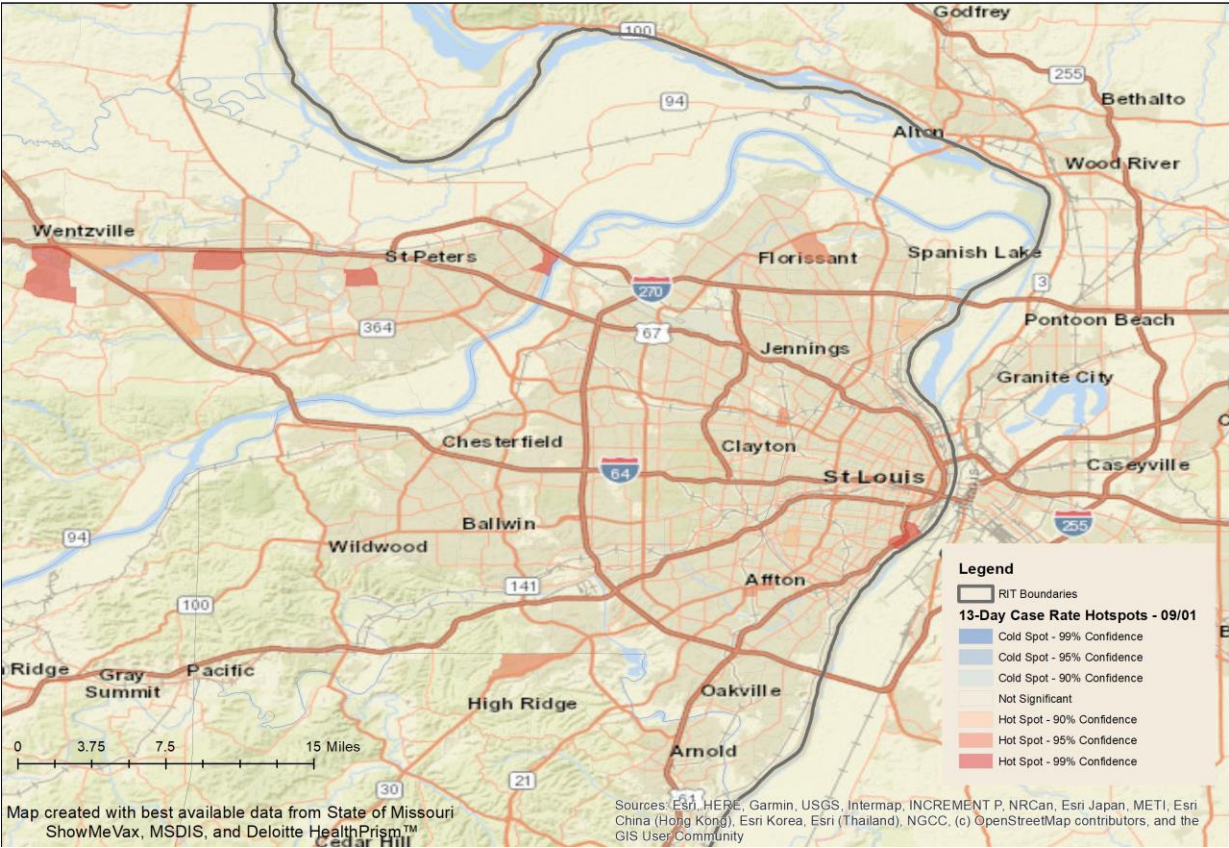 Godfrey
100
255
94
Bethalto
Alton
Wood River
Wentzville
St Peters
Florissant
Spanish Lake
270
3
364
67
Pontoon Beach
Jennings
Granite City
Chesterfield
Clayton
64
St Louis
Caseyville
Illinois
94
Ballwin
255
Wildwood
141
Affton
100
n Ridge
Gray
Summit
Pacific
High Ridge
Oakville
Arnold
21
30
61
Cedar Hill
Legend
RIT Boundaries
13-Day Case Rate Hotspots - 09/01
Cold Spot - 99% Confidence
Cold Spot - 95% Confidence
Cold Spot - 90% Confidence
Not Significant
Hot Spot - 90% Confidence
Hot Spot - 95% Confidence
Hot Spot - 99% Confidence
0 3.75 7.5 15 Miles
Map created with best available data from State of Missouri
ShowMeVax, MSDIS, and Deloitte HealthPrism™
Sources: Esri, HERE, Garmin, USGS, Intermap, INCREMENT P, NRCan, Esri Japan, METI, Esri
China (Hong Kong), Esri Korea, Esri (Thailand), NGCC, (c) OpenStreetMap contributors, and the
GIS User Community